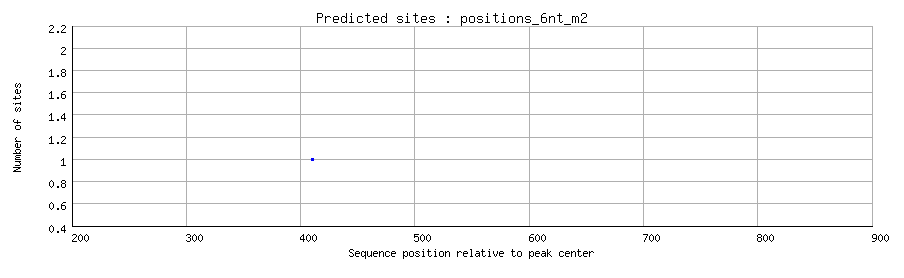 Predicted sites : positions_6nt_m2
2.2
2
1.8
1.6
1.4
1.2
1
0.8
0.6
0.4
Number of sites
200 300 400 500 600 700 800 900
Sequence position relative to peak center